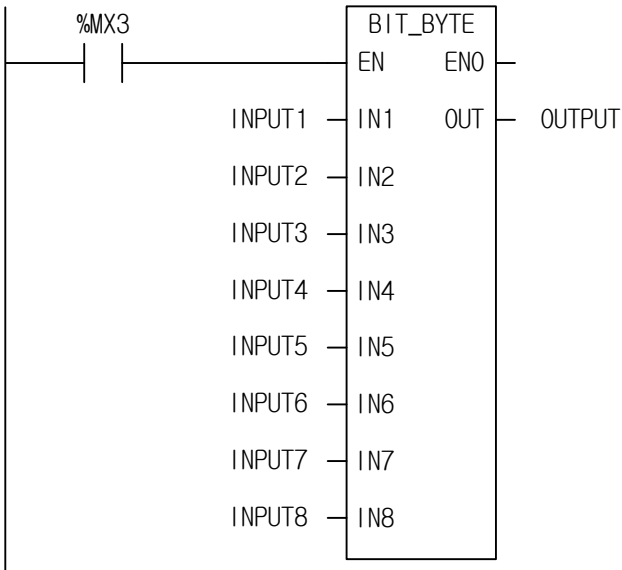 %MX3 BIT_BYTE
EN ENO
INPUT1 IN1 OUT OUTPUT
INPUT2 IN2
INPUT3 IN3
INPUT4 IN4
INPUT5 IN5
INPUT6 IN6
INPUT7 IN7
INPUT8 IN8